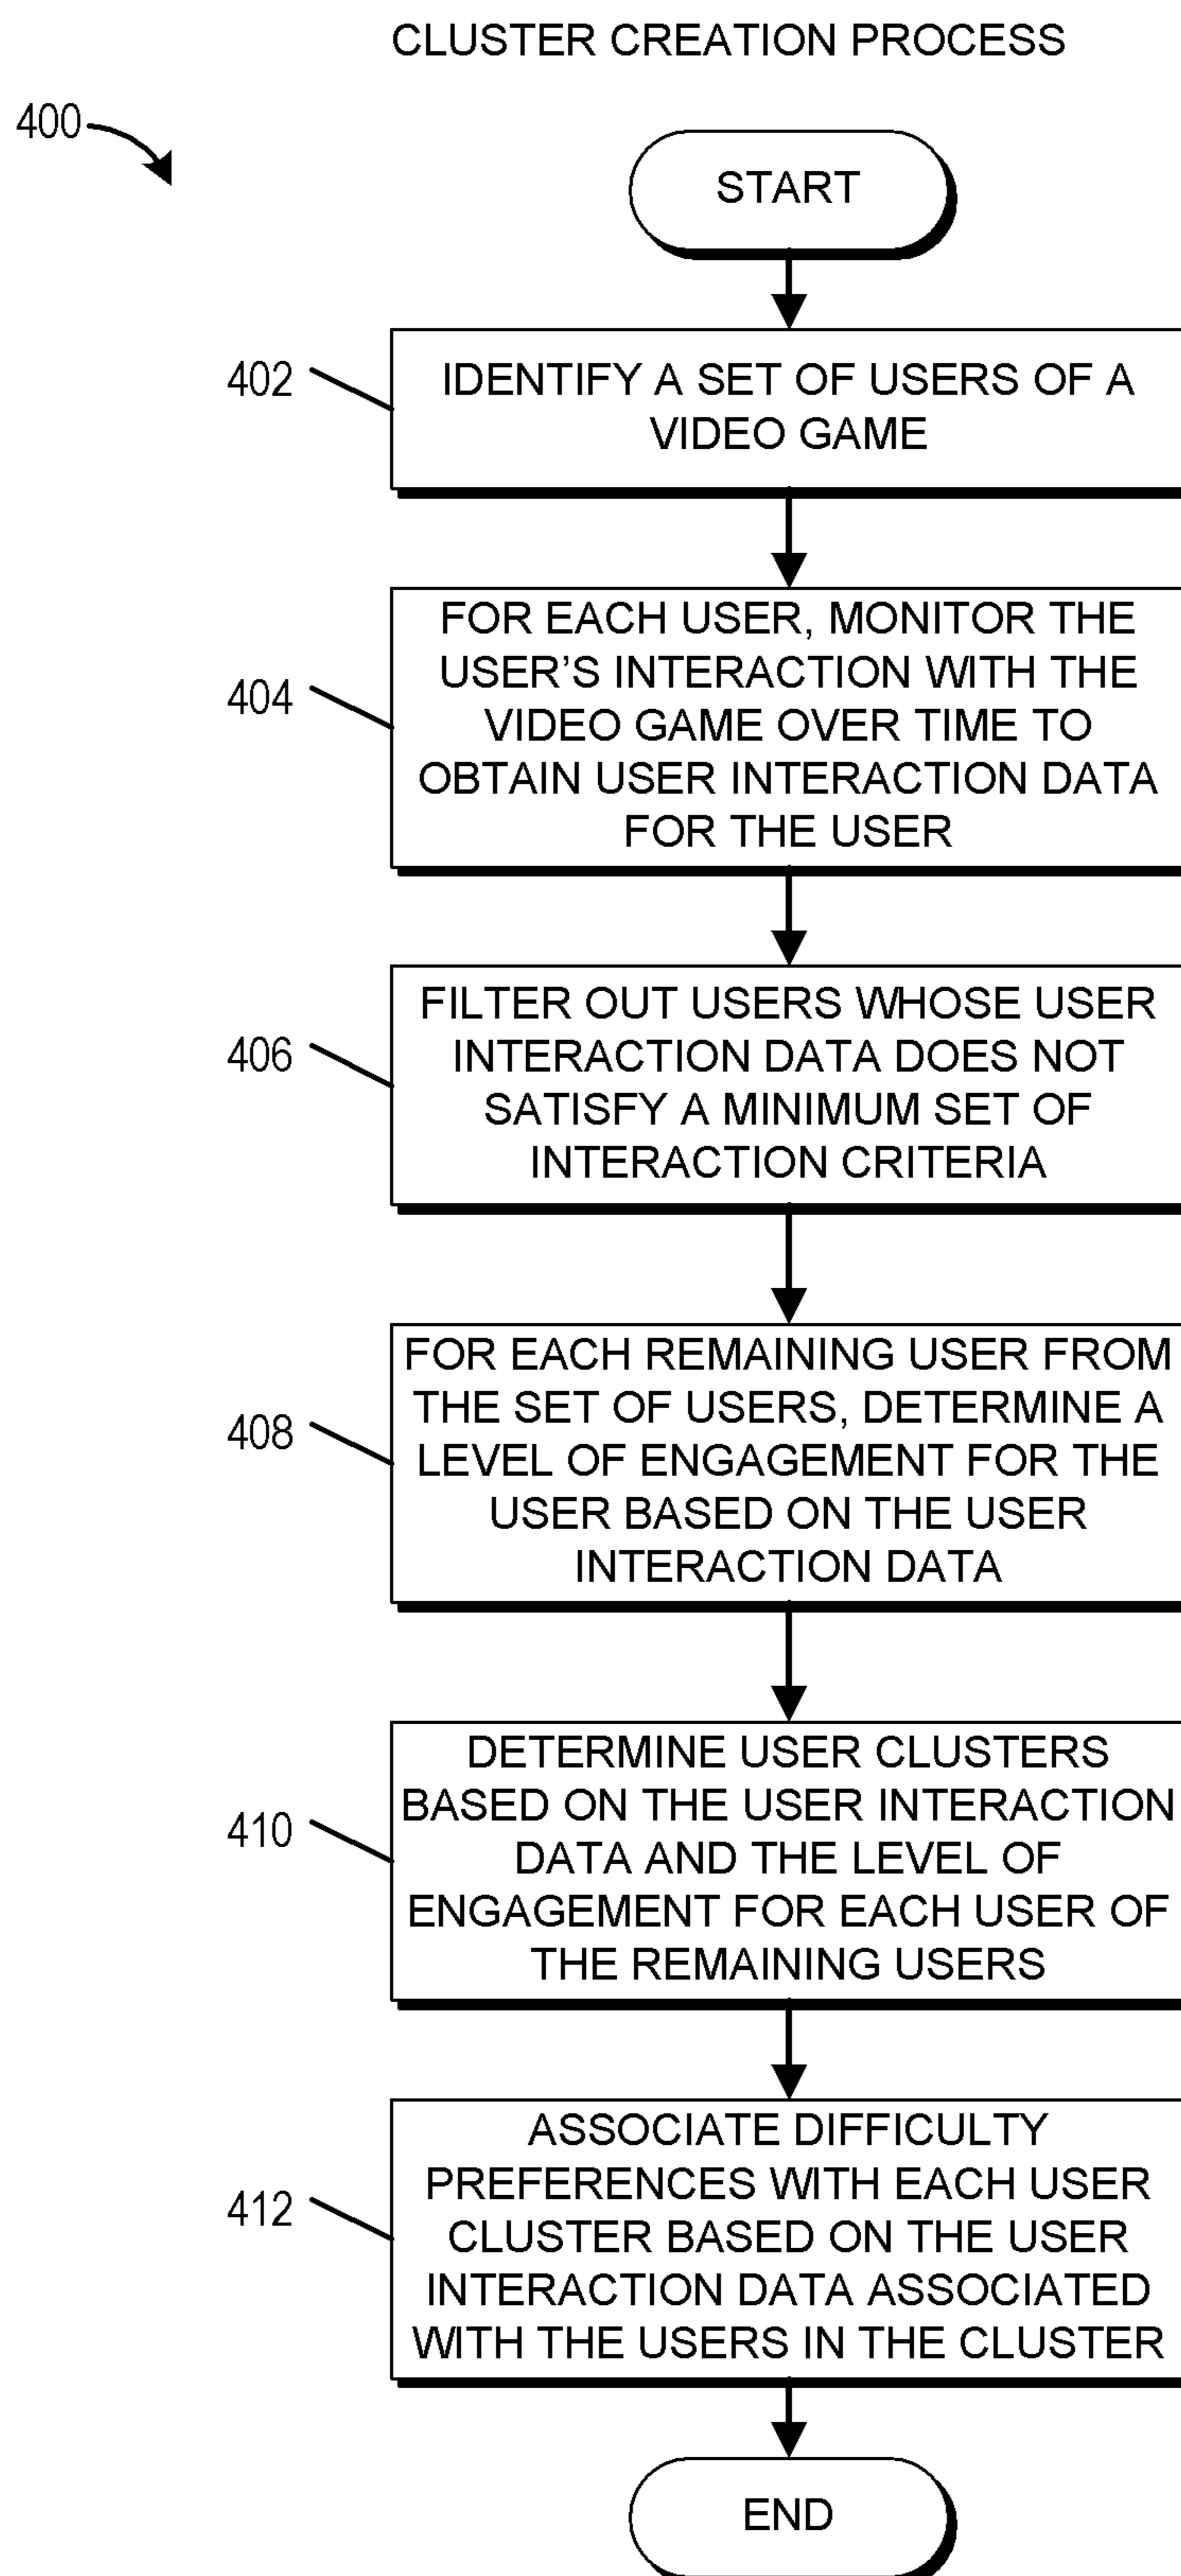 CLUSTER CREATION PROCESS
400
START
402
IDENTIFY A SET OF USERS OF A
VIDEO GAME
404
FOR EACH USER, MONITOR THE
USER'S INTERACTION WITH THE
VIDEO GAME OVER TIME TO
OBTAIN USER INTERACTION DATA
FOR THE USER
406
FILTER OUT USERS WHOSE USER
INTERACTION DATA DOES NOT
SATISFY A MINIMUM SET OF
INTERACTION CRITERIA
408
FOR EACH REMAINING USER FROM
THE SET OF USERS, DETERMINE A
LEVEL OF ENGAGEMENT FOR THE
USER BASED ON THE USER
INTERACTION DATA
410
DETERMINE USER CLUSTERS
BASED ON THE USER INTERACTION
DATA AND THE LEVEL OF
ENGAGEMENT FOR EACH USER OF
THE REMAINING USERS
412
ASSOCIATE DIFFICULTY
PREFERENCES WITH EACH USER
CLUSTER BASED ON THE USER
INTERACTION DATA ASSOCIATED
WITH THE USERS IN THE CLUSTER
END